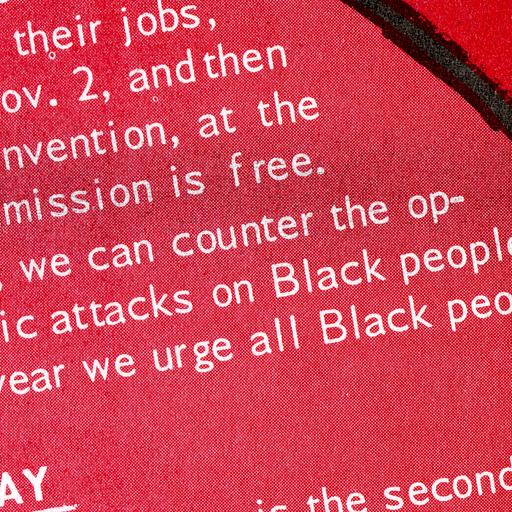 their jobs,
ov. 2, and then
nvention, at the
mission is free.
, we can counter the op-
ic attacks on Black people
year we urge all Black peo
AY
is the second